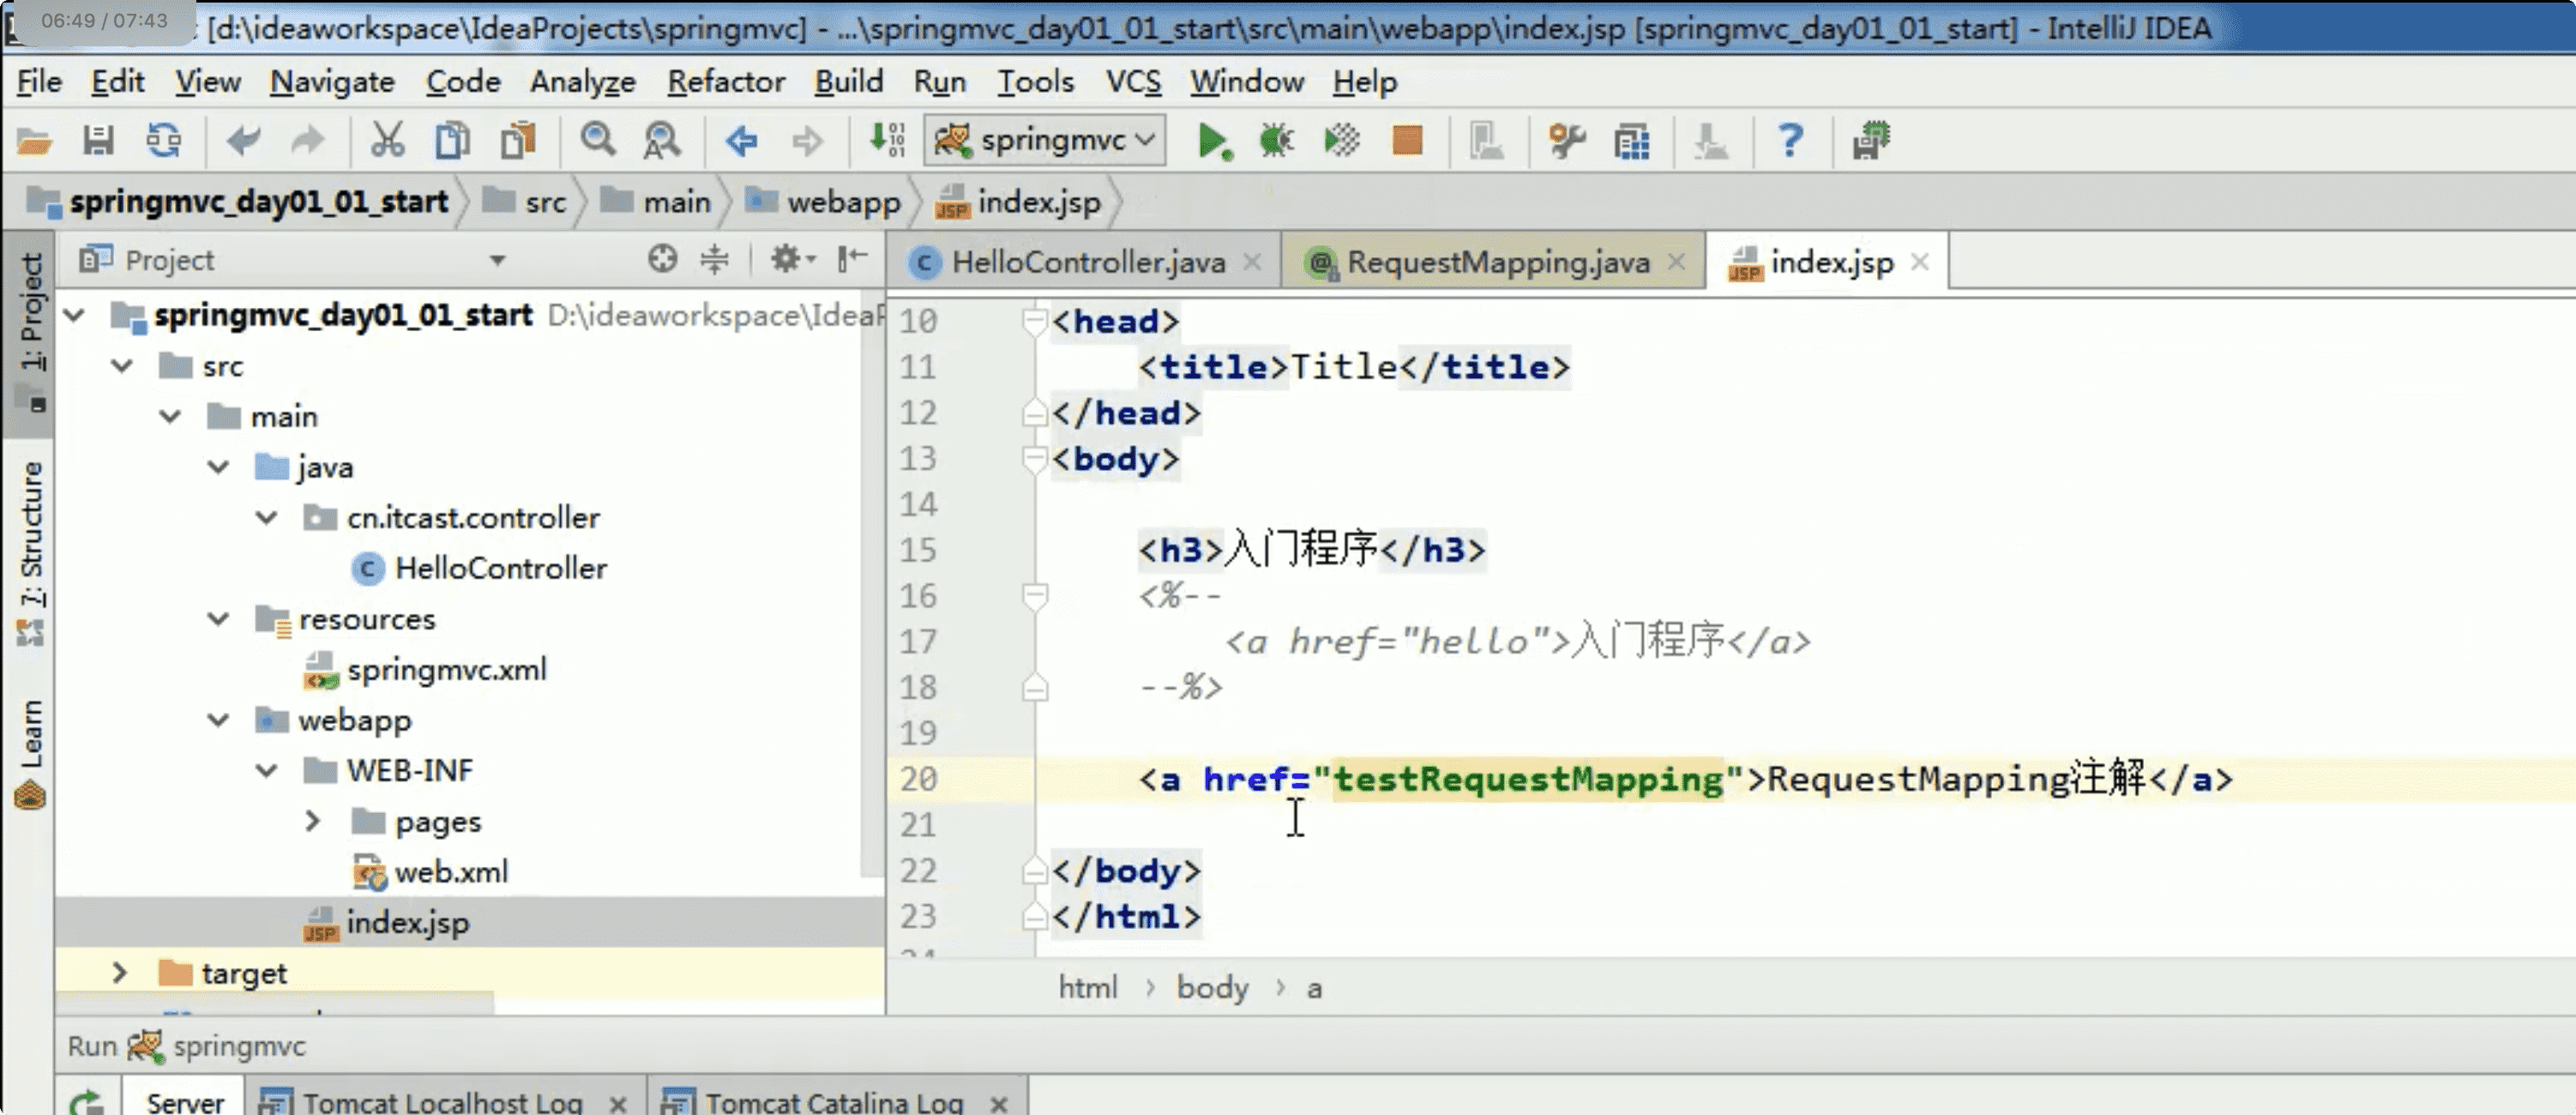 06:49 / 07:43
[d:\ideaworkspace\IdeaProjects\springmvc] - ...\springmvc_day01_01_start\src\main\webapp\index.jsp [springmvc_day01_01_start] - IntelliJ IDEA
File Edit View Navigate Code Analyze Refactor Build Run Tools VCS Window Help
springmvc
springmvc_day01_01_start src main webapp index.jsp
1: Project
7: Structure
Learn
Project
springmvc_day01_01_start D:\ideaworkspace\IdeaP
src
main
java
cn.itcast.controller
HelloController
resources
springmvc.xml
webapp
WEB-INF
pages
web.xml
index.jsp
target
HelloController.java RequestMapping.java index.jsp
10 <head>
11 <title>Title</title>
12 </head>
13 <body>
14
15 <h3>入门程序</h3>
16 <%--
17 <a href="hello">入门程序</a>
18 --%>
19
20 <a href="testRequestMapping">RequestMapping注解</a>
21
22 </body>
23 </html>
html › body › a
Run springmvc
Server Tomcat Localhost Log Tomcat Catalina Log